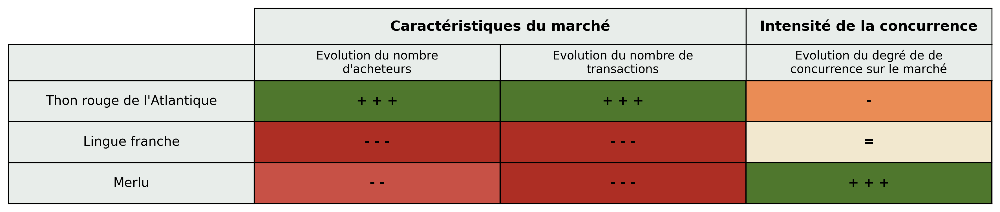 Caractéristiques du marché
Intensité de la concurrence
Evolution du nombre
d'acheteurs
Evolution du nombre de
transactions
Evolution du degré de de
concurrence sur le marché
Thon rouge de l'Atlantique
+ + +
+ + +
-
Lingue franche
- - -
- - -
=
Merlu
- -
- - -
+ + +